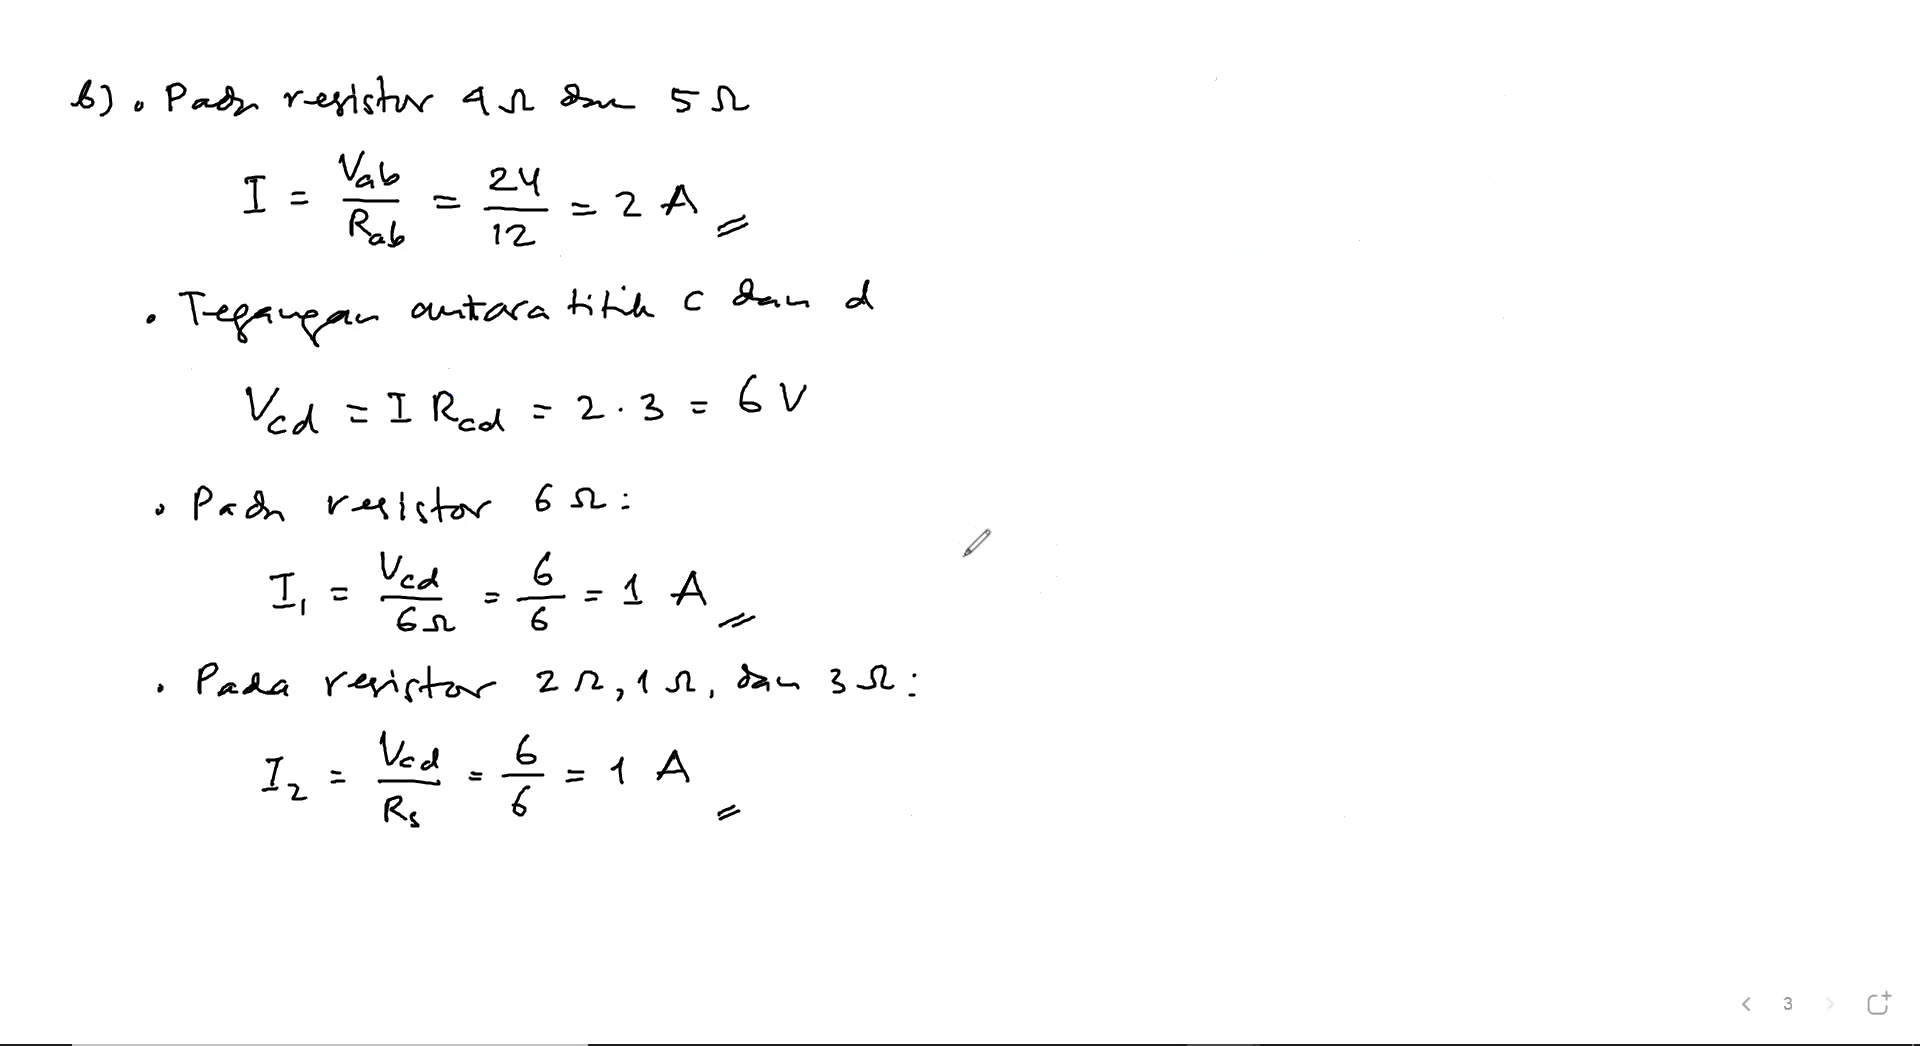 b) • Pada resistor 4 Ω dan 5 Ω
I = Vab / Rab = 24 / 12 = 2 A
• Tegangan antara titik c dan d
Vcd = I Rcd = 2 . 3 = 6 V
• Pada resistor 6 Ω :
I₁ = Vcd / 6 Ω = 6 / 6 = 1 A
• Pada resistor 2 Ω, 1 Ω, dan 3 Ω :
I₂ = Vcd / Rs = 6 / 6 = 1 A
< 3 >